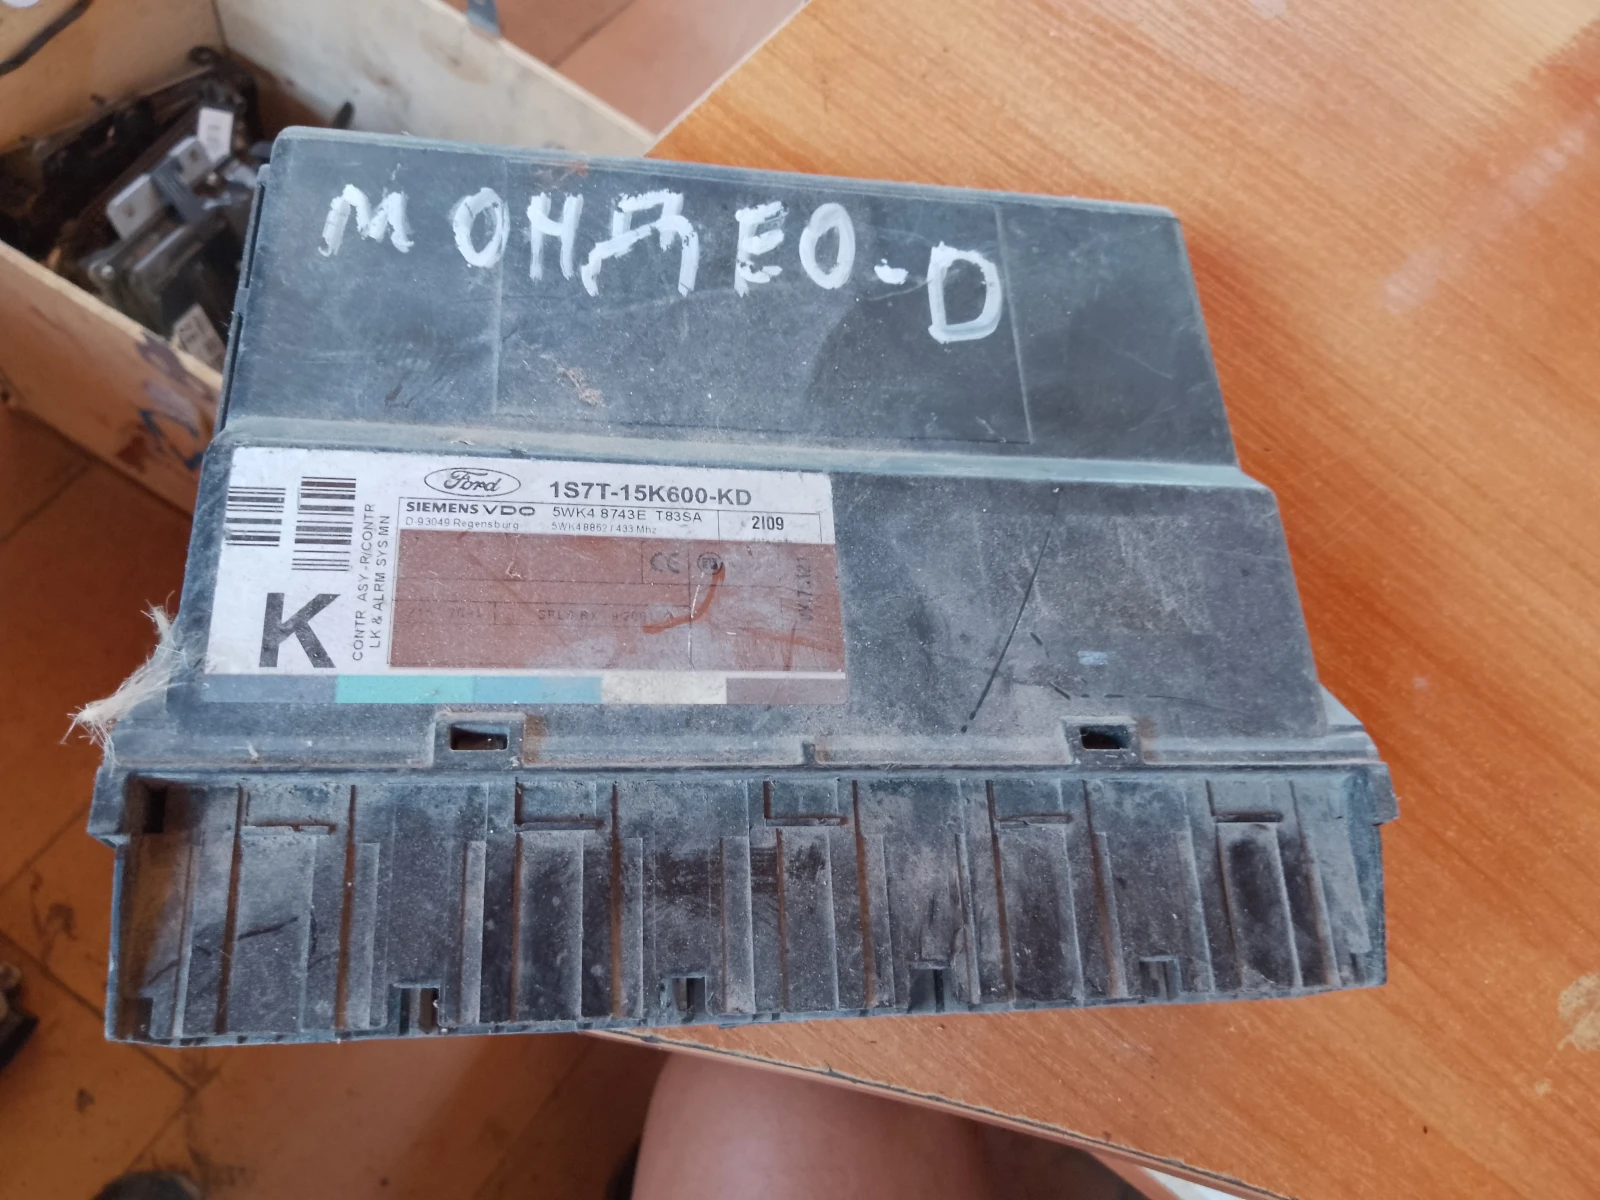 МОНДЕО-D
Ford
1S7T-15K600-KD
SIEMENS VDO 5WK4 8743E T83SA 2I09
D-93049 Regensburg 5WK48862 / 433 Mhz
CE
K
CONTR ASY-R/CONTR
LK & ALRM SYS MN